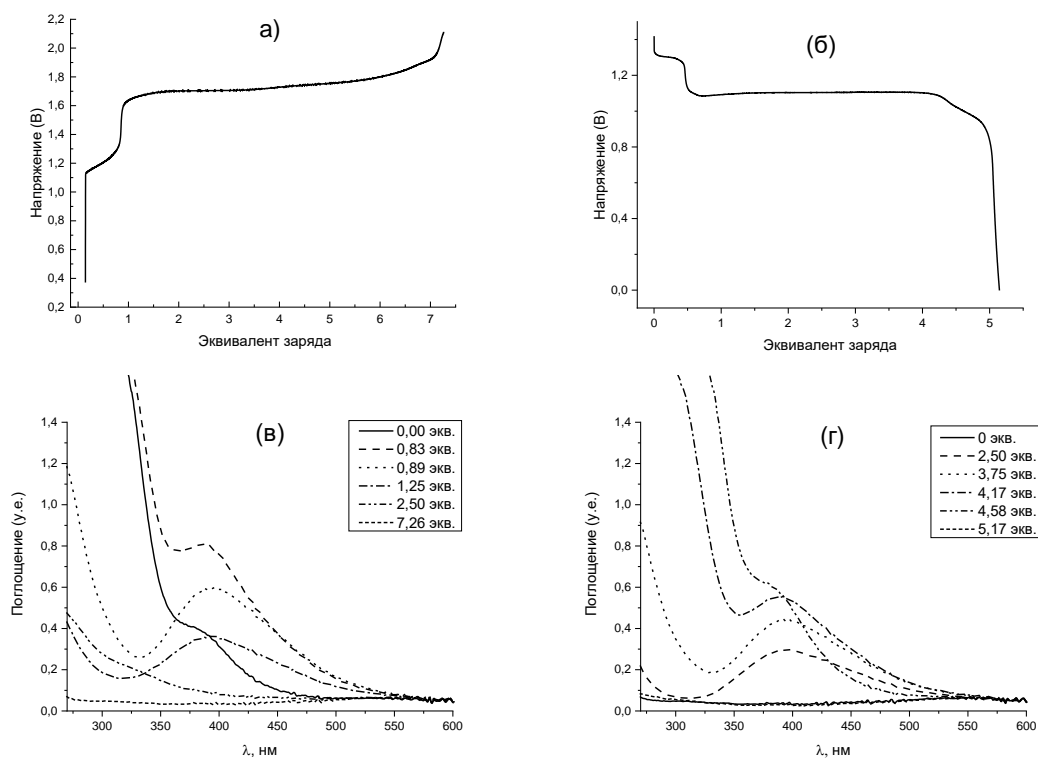 а)
2,2
2,0
1,8
1,6
1,4
1,2
1,0
0,8
0,6
0,4
0,2
Напряжение (В)
0 1 2 3 4 5 6 7
Эквивалент заряда
(б)
1,2
0,8
0,4
0,0
Напряжение (В)
0 1 2 3 4 5
Эквивалент заряда
(в)
1,4
1,2
1,0
0,8
0,6
0,4
0,2
0,0
Поглощение (у.е.)
0,00 экв.
0,83 экв.
0,89 экв.
1,25 экв.
2,50 экв.
7,26 экв.
300 350 400 450 500 550 600
λ, нм
(г)
1,4
1,2
1,0
0,8
0,6
0,4
0,2
0,0
Поглощение (у.е.)
0 экв.
2,50 экв.
3,75 экв.
4,17 экв.
4,58 экв.
5,17 экв.
300 350 400 450 500 550 600
λ, нм